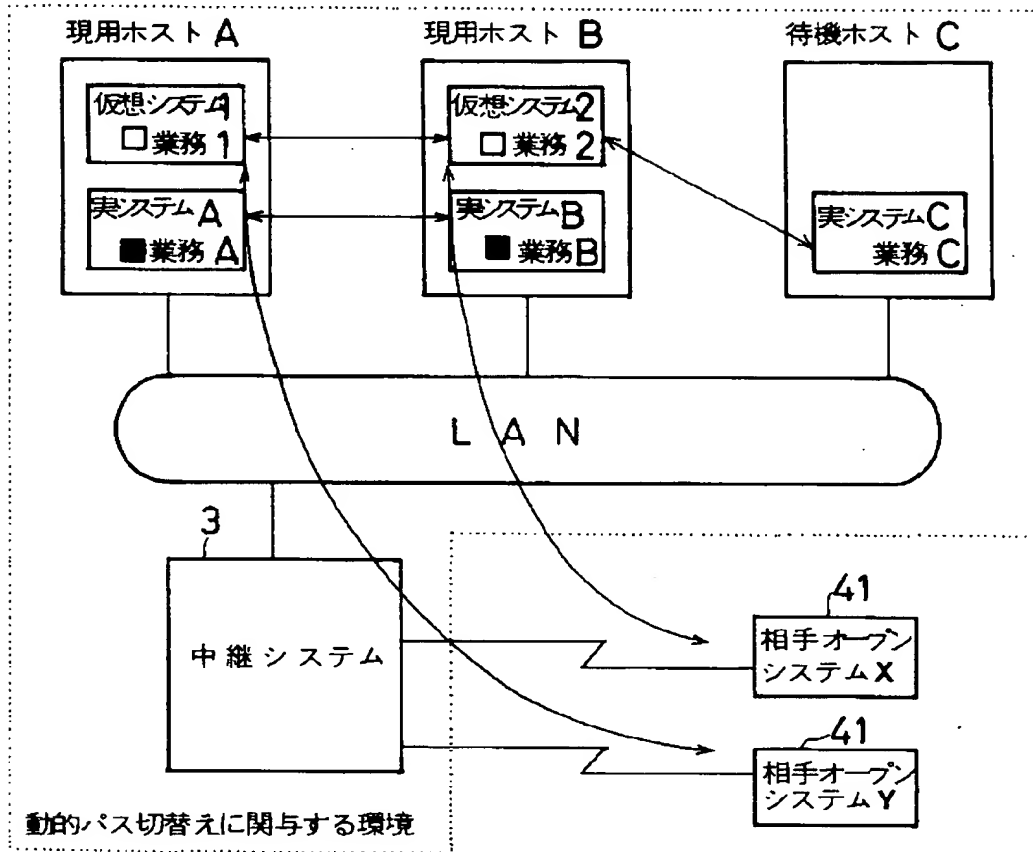 現用ホスト A
現用ホスト B
待機ホスト C
仮想システム1
□業務1
仮想システム2
□業務2
実システムA
■業務A
実システムB
■業務B
実システムC
業務C
LAN
3
中継システム
41
相手オープン
システムX
41
相手オープン
システムY
動的パス切替えに関与する環境